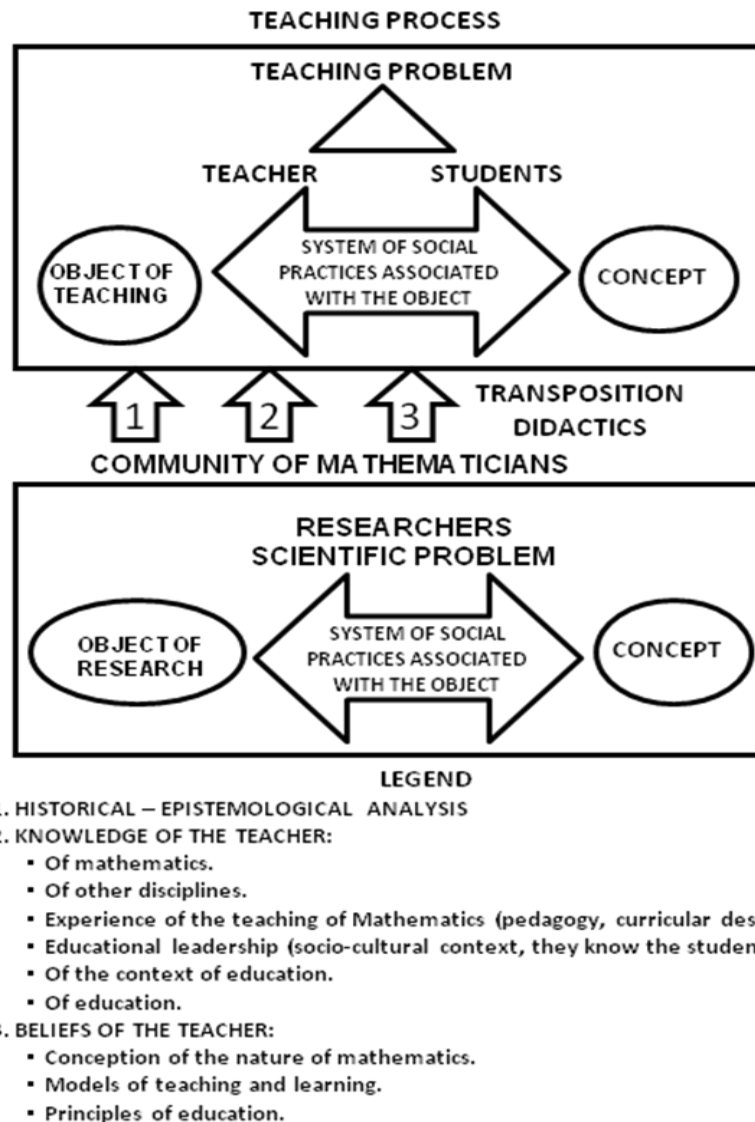 TEACHING PROCESS
TEACHING PROBLEM
TEACHER STUDENTS
OBJECT OF
TEACHING
SYSTEM OF SOCIAL
PRACTICES ASSOCIATED
WITH THE OBJECT
CONCEPT
1 2 3
TRANSPOSITION
DIDACTICS
COMMUNITY OF MATHEMATICIANS
RESEARCHERS
SCIENTIFIC PROBLEM
OBJECT OF
RESEARCH
SYSTEM OF SOCIAL
PRACTICES ASSOCIATED
WITH THE OBJECT
CONCEPT
LEGEND
. HISTORICAL – EPISTEMOLOGICAL ANALYSIS
. KNOWLEDGE OF THE TEACHER:
▪ Of mathematics.
▪ Of other disciplines.
▪ Experience of the teaching of Mathematics (pedagogy, curricular des
▪ Educational leadership (socio-cultural context, they know the studen
▪ Of the context of education.
▪ Of education.
. BELIEFS OF THE TEACHER:
▪ Conception of the nature of mathematics.
▪ Models of teaching and learning.
▪ Principles of education.